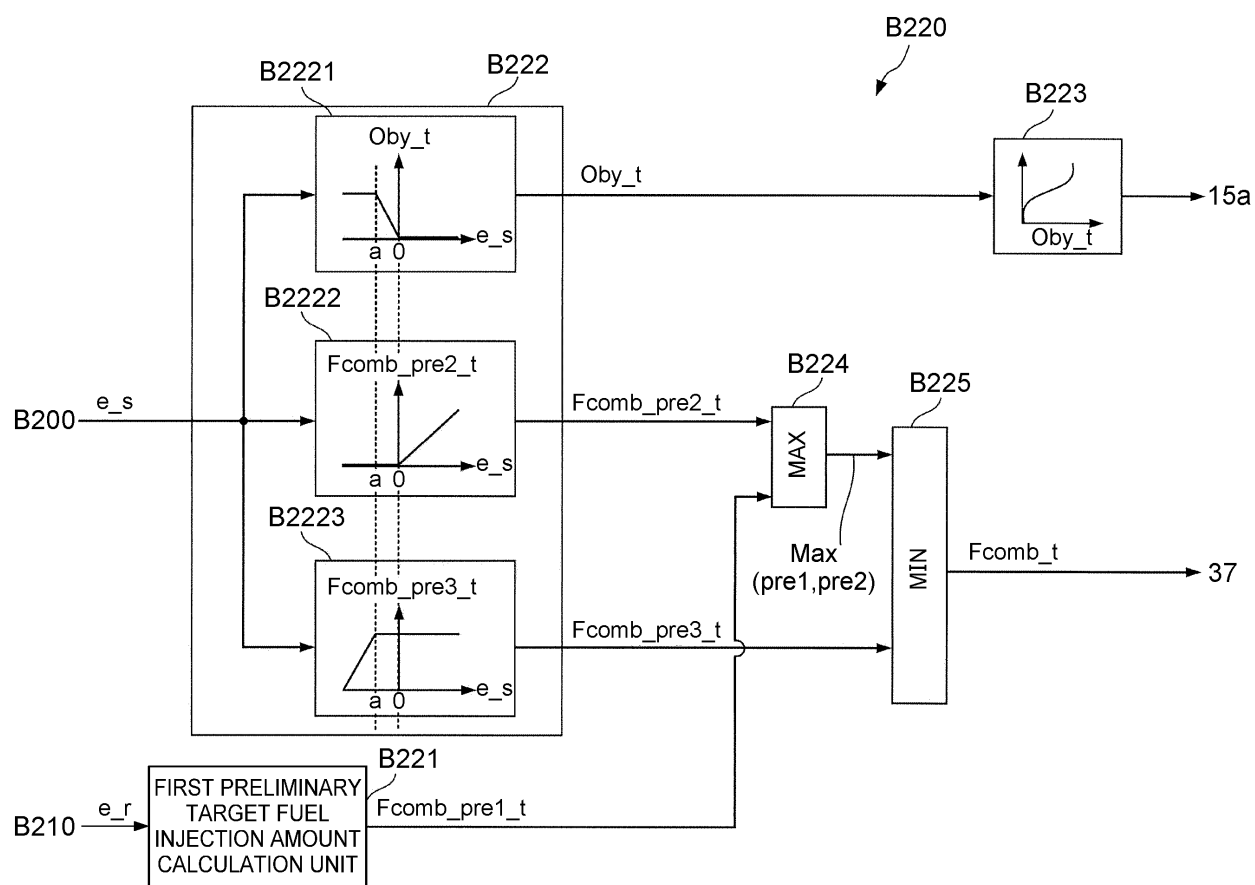 B220
B2221
B222
B223
Oby_t
e_s
a 0
Oby_t
Oby_t
15a
B2222
Fcomb_pre2_t
e_s
a 0
Fcomb_pre2_t
B224
MAX
B225
MIN
B200
e_s
Max
(pre1,pre2)
Fcomb_t
37
B2223
Fcomb_pre3_t
e_s
a 0
Fcomb_pre3_t
B221
B210
e_r
FIRST PRELIMINARY
TARGET FUEL
INJECTION AMOUNT
CALCULATION UNIT
Fcomb_pre1_t